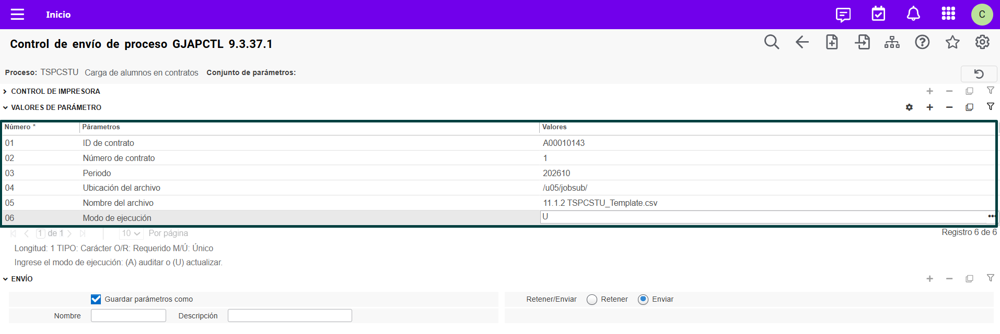 Inicio
C
Control de envío de proceso GJAPCTL 9.3.37.1
Proceso: TSPCSTU Carga de alumnos en contratos Conjunto de parámetros:
CONTROL DE IMPRESORA
VALORES DE PARÁMETRO
Número * Párametros Valores
01 ID de contrato A00010143
02 Número de contrato 1
03 Periodo 202610
04 Ubicación del archivo /u05/jobsub/
05 Nombre del archivo 11.1.2 TSPCSTU_Template.csv
06 Modo de ejecución U
1 de 1 10 Por página Registro 6 de 6
Longitud: 1 TIPO: Carácter O/R: Requerido M/Ú: Único
Ingrese el modo de ejecución: (A) auditar o (U) actualizar.
ENVÍO
Guardar parámetros como Retener/Enviar Retener Enviar
Nombre Descripción